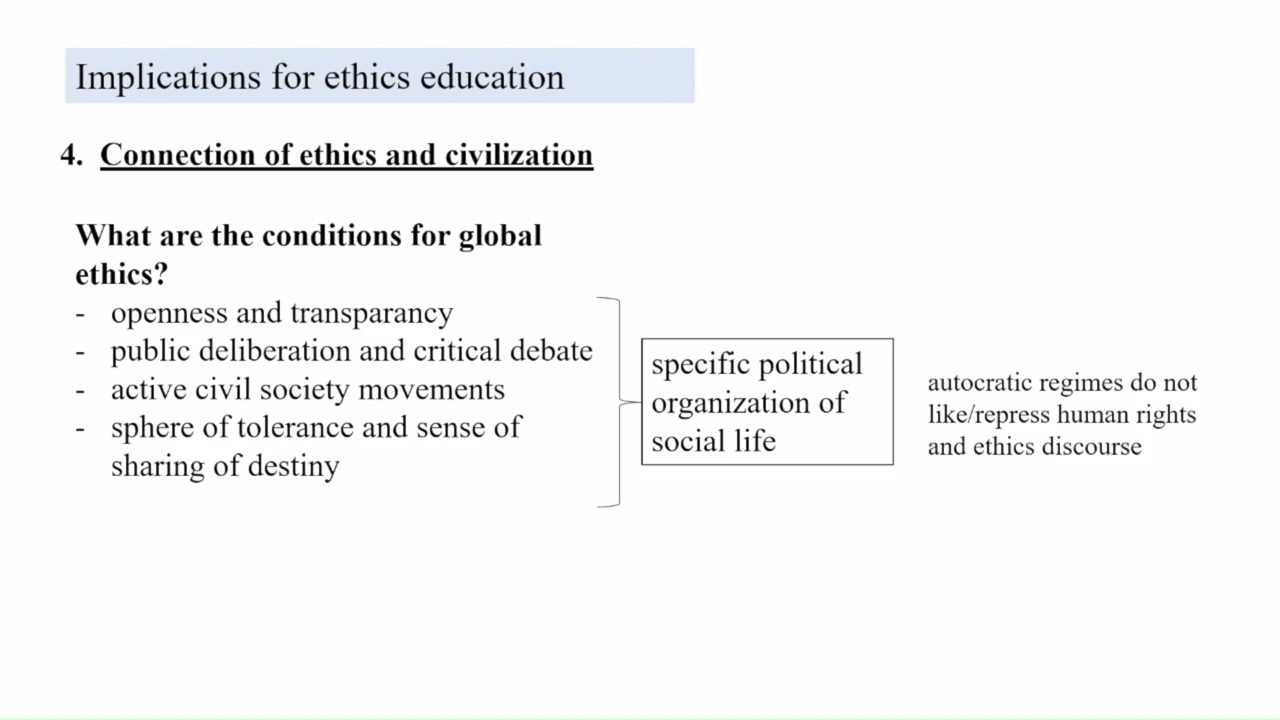 Implications for ethics education
4. Connection of ethics and civilization
What are the conditions for global
ethics?
- openness and transparancy
- public deliberation and critical debate
- active civil society movements
- sphere of tolerance and sense of
sharing of destiny
specific political
organization of
social life
autocratic regimes do not
like/repress human rights
and ethics discourse